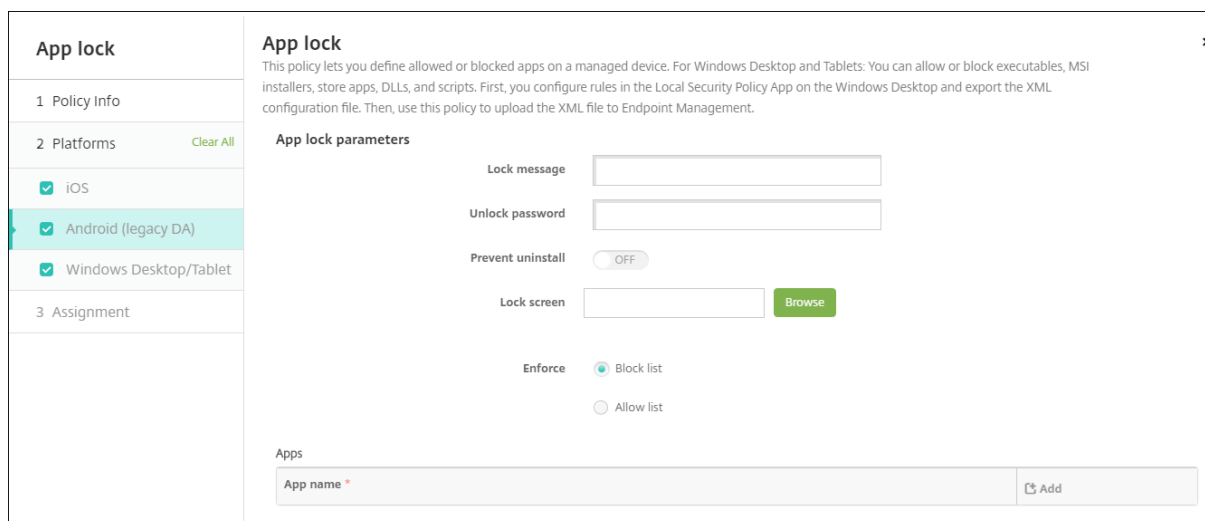 App lock
1 Policy Info
2 Platforms Clear All
iOS
Android (legacy DA)
Windows Desktop/Tablet
3 Assignment
App lock
This policy lets you define allowed or blocked apps on a managed device. For Windows Desktop and Tablets: You can allow or block executables, MSI
installers, store apps, DLLs, and scripts. First, you configure rules in the Local Security Policy App on the Windows Desktop and export the XML
configuration file. Then, use this policy to upload the XML file to Endpoint Management.
App lock parameters
Lock message
Unlock password
Prevent uninstall OFF
Lock screen Browse
Enforce Block list
Allow list
Apps
App name * Add